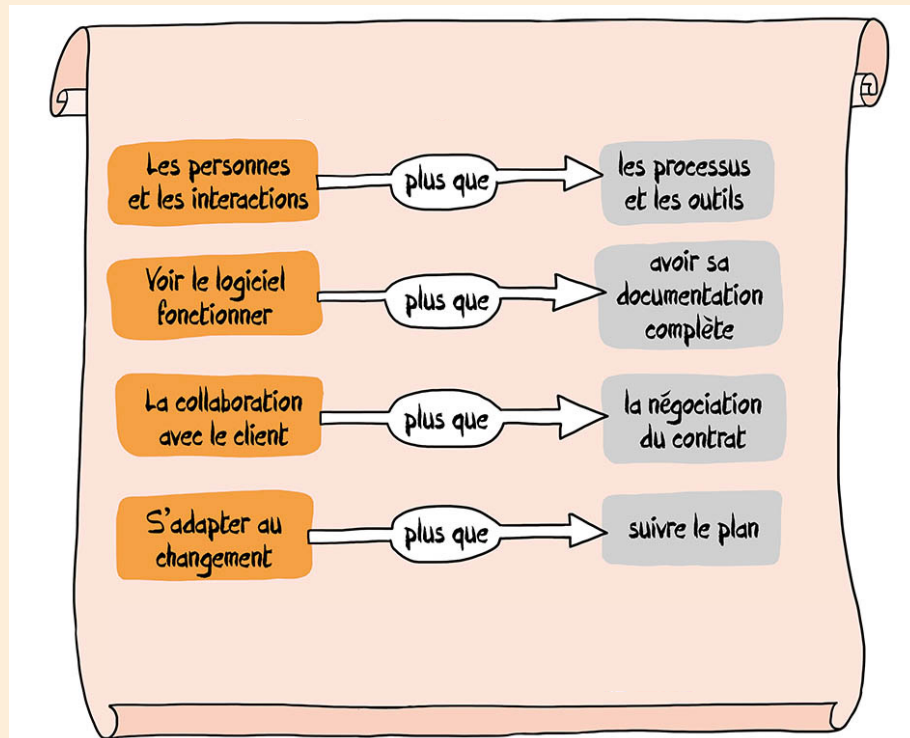 Les personnes
et les interactions
plus que
les processus
et les outils
Voir le logiciel
fonctionner
plus que
avoir sa
documentation
complète
La collaboration
avec le client
plus que
la négociation
du contrat
S'adapter au
changement
plus que
suivre le plan